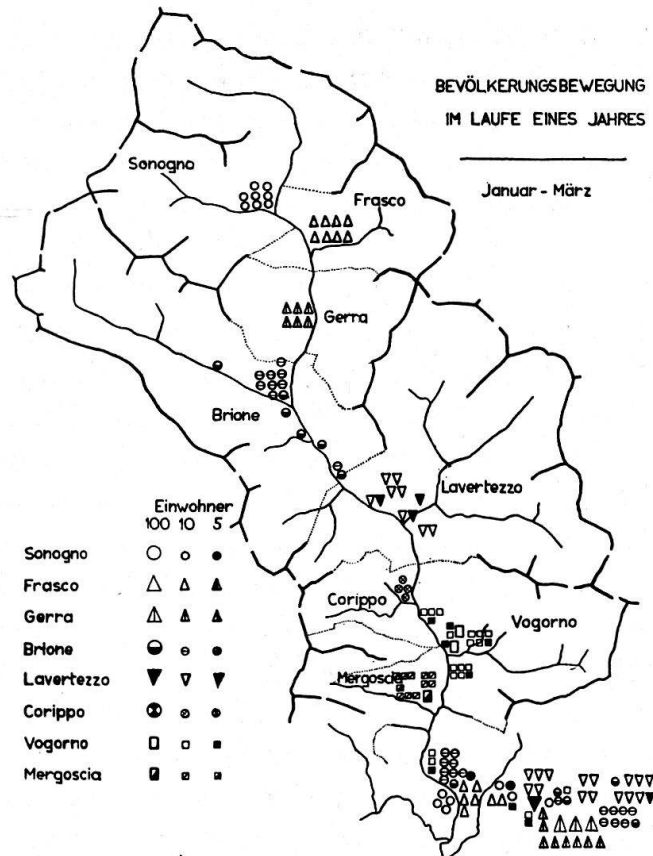 BEVÖLKERUNGSBEWEGUNG
IM LAUFE EINES JAHRES
Januar - März
Sonogno
Frasco
Gerra
Brione
Lavertezzo
Corippo
Vogorno
Mergoscia
Einwohner
100 10 5
Sonogno
Frasco
Gerra
Brione
Lavertezzo
Corippo
Vogorno
Mergoscia